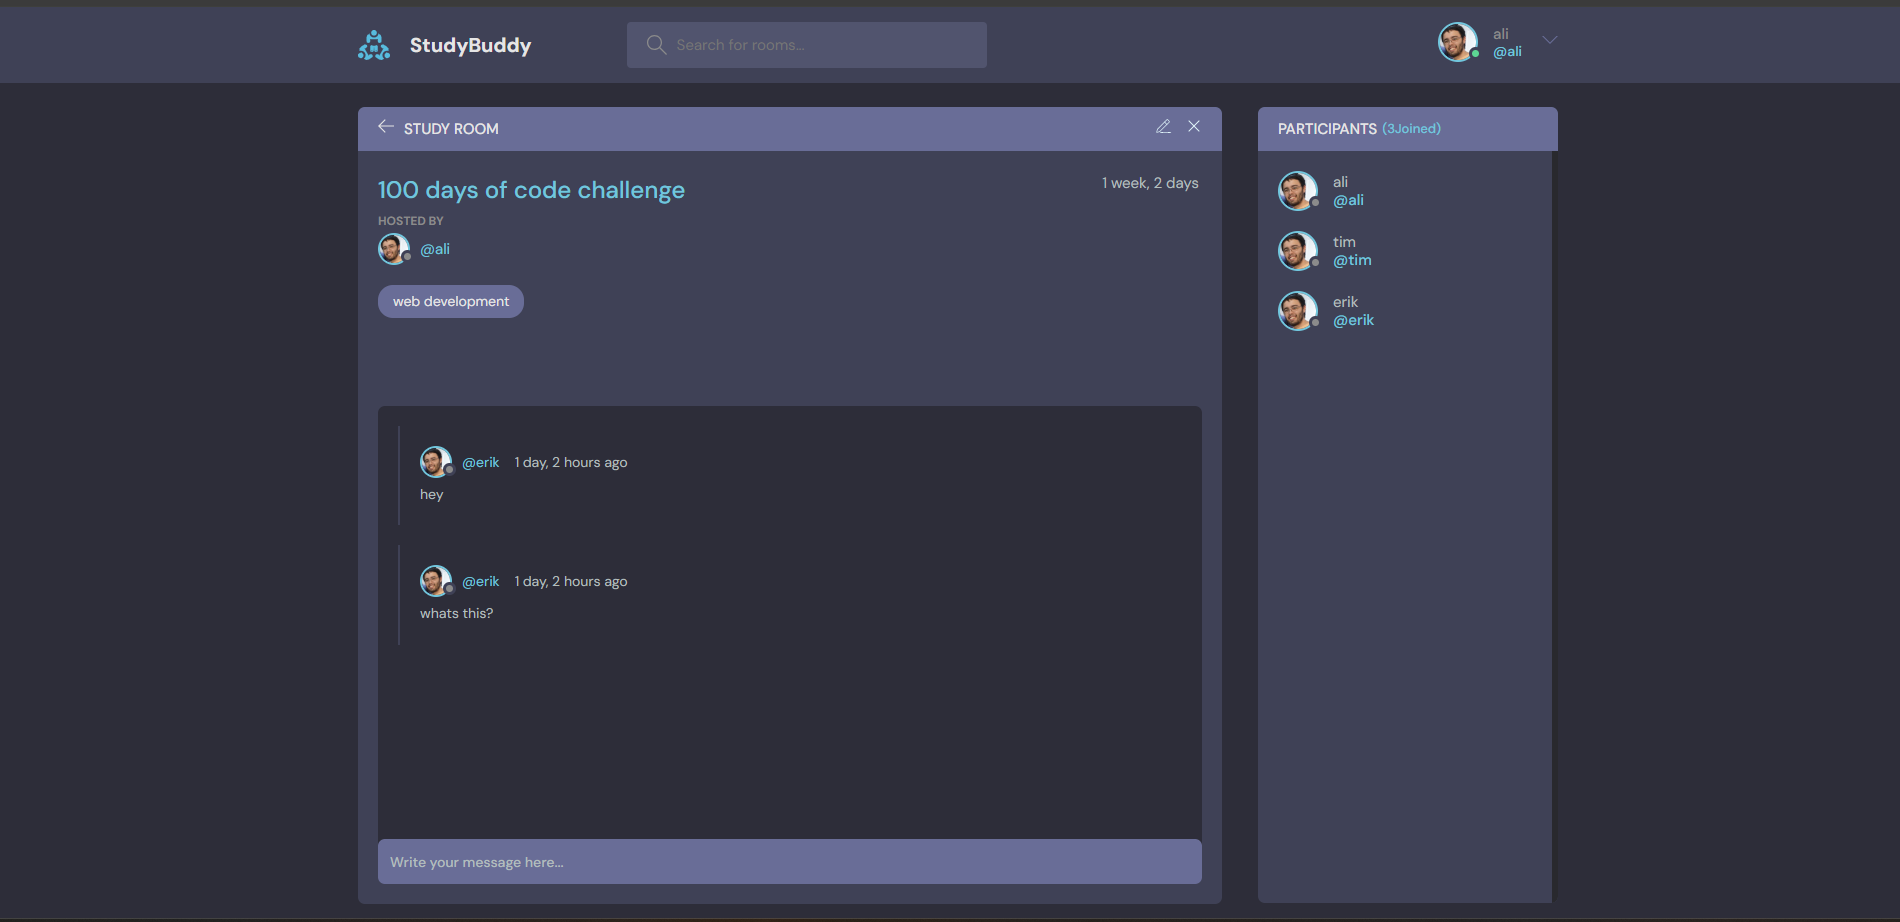 StudyBuddy
Search for rooms...
ali
@ali
STUDY ROOM
100 days of code challenge
1 week, 2 days
HOSTED BY
@ali
web development
@erik 1 day, 2 hours ago
hey
@erik 1 day, 2 hours ago
whats this?
Write your message here...
PARTICIPANTS (3Joined)
ali
@ali
tim
@tim
erik
@erik